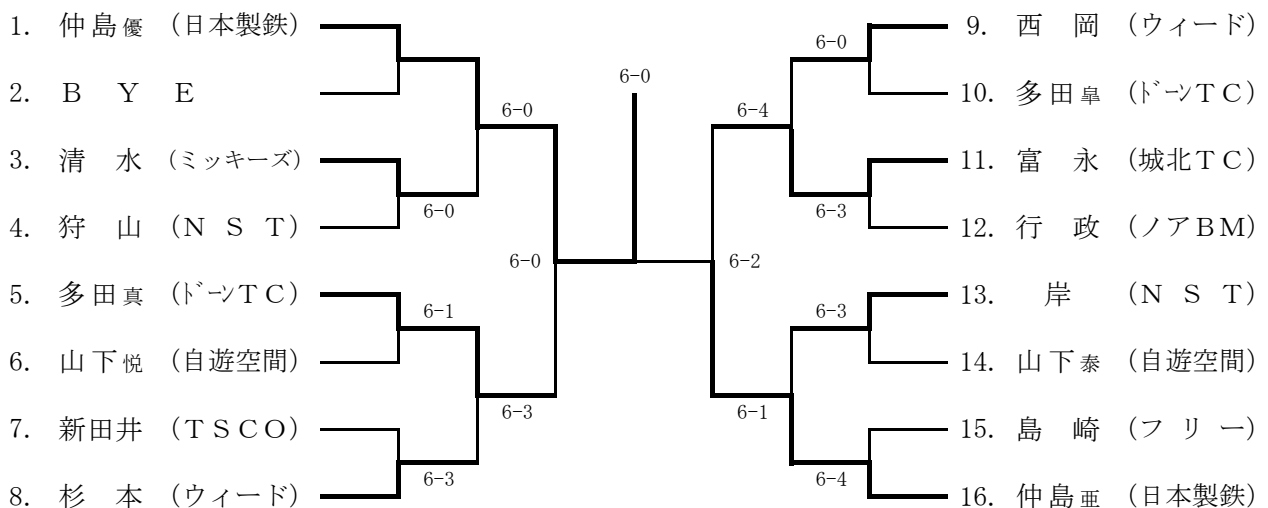 1. 仲島優 (日本製鉄)
2. Ｂ Ｙ Ｅ
3. 清 水 (ミッキーズ)
4. 狩 山 (Ｎ Ｓ Ｔ)
5. 多田真 (ﾄﾞｰﾝＴＣ)
6. 山下悦 (自遊空間)
7. 新田井 (ＴＳＣＯ)
8. 杉 本 (ウィード)
6-0
6-0
6-1
6-3
6-3
6-0
6-0
6-2
6-0
6-4
6-3
6-3
6-1
6-4
9. 西 岡 (ウィード)
10. 多田皐 (ﾄﾞｰﾝＴＣ)
11. 富 永 (城北ＴＣ)
12. 行 政 (ノアＢＭ)
13. 岸 (Ｎ Ｓ Ｔ)
14. 山下泰 (自遊空間)
15. 島 崎 (フ リ ー)
16. 仲島亜 (日本製鉄)